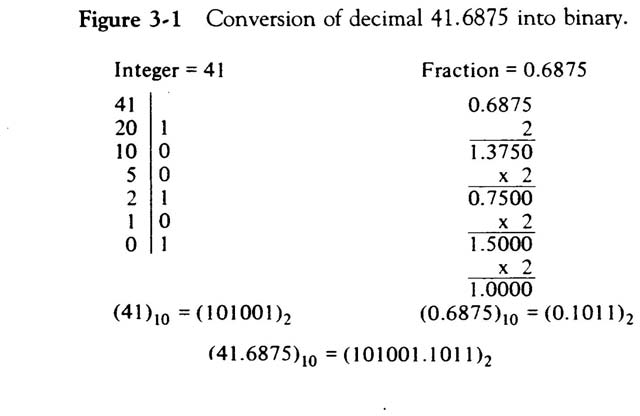 Figure 3-1 Conversion of decimal 41.6875 into binary.
Integer = 41
41
20 1
10 0
5 0
2 1
1 0
0 1
(41)₁₀ = (101001)₂
Fraction = 0.6875
0.6875
2
1.3750
x 2
0.7500
x 2
1.5000
x 2
1.0000
(0.6875)₁₀ = (0.1011)₂
(41.6875)₁₀ = (101001.1011)₂